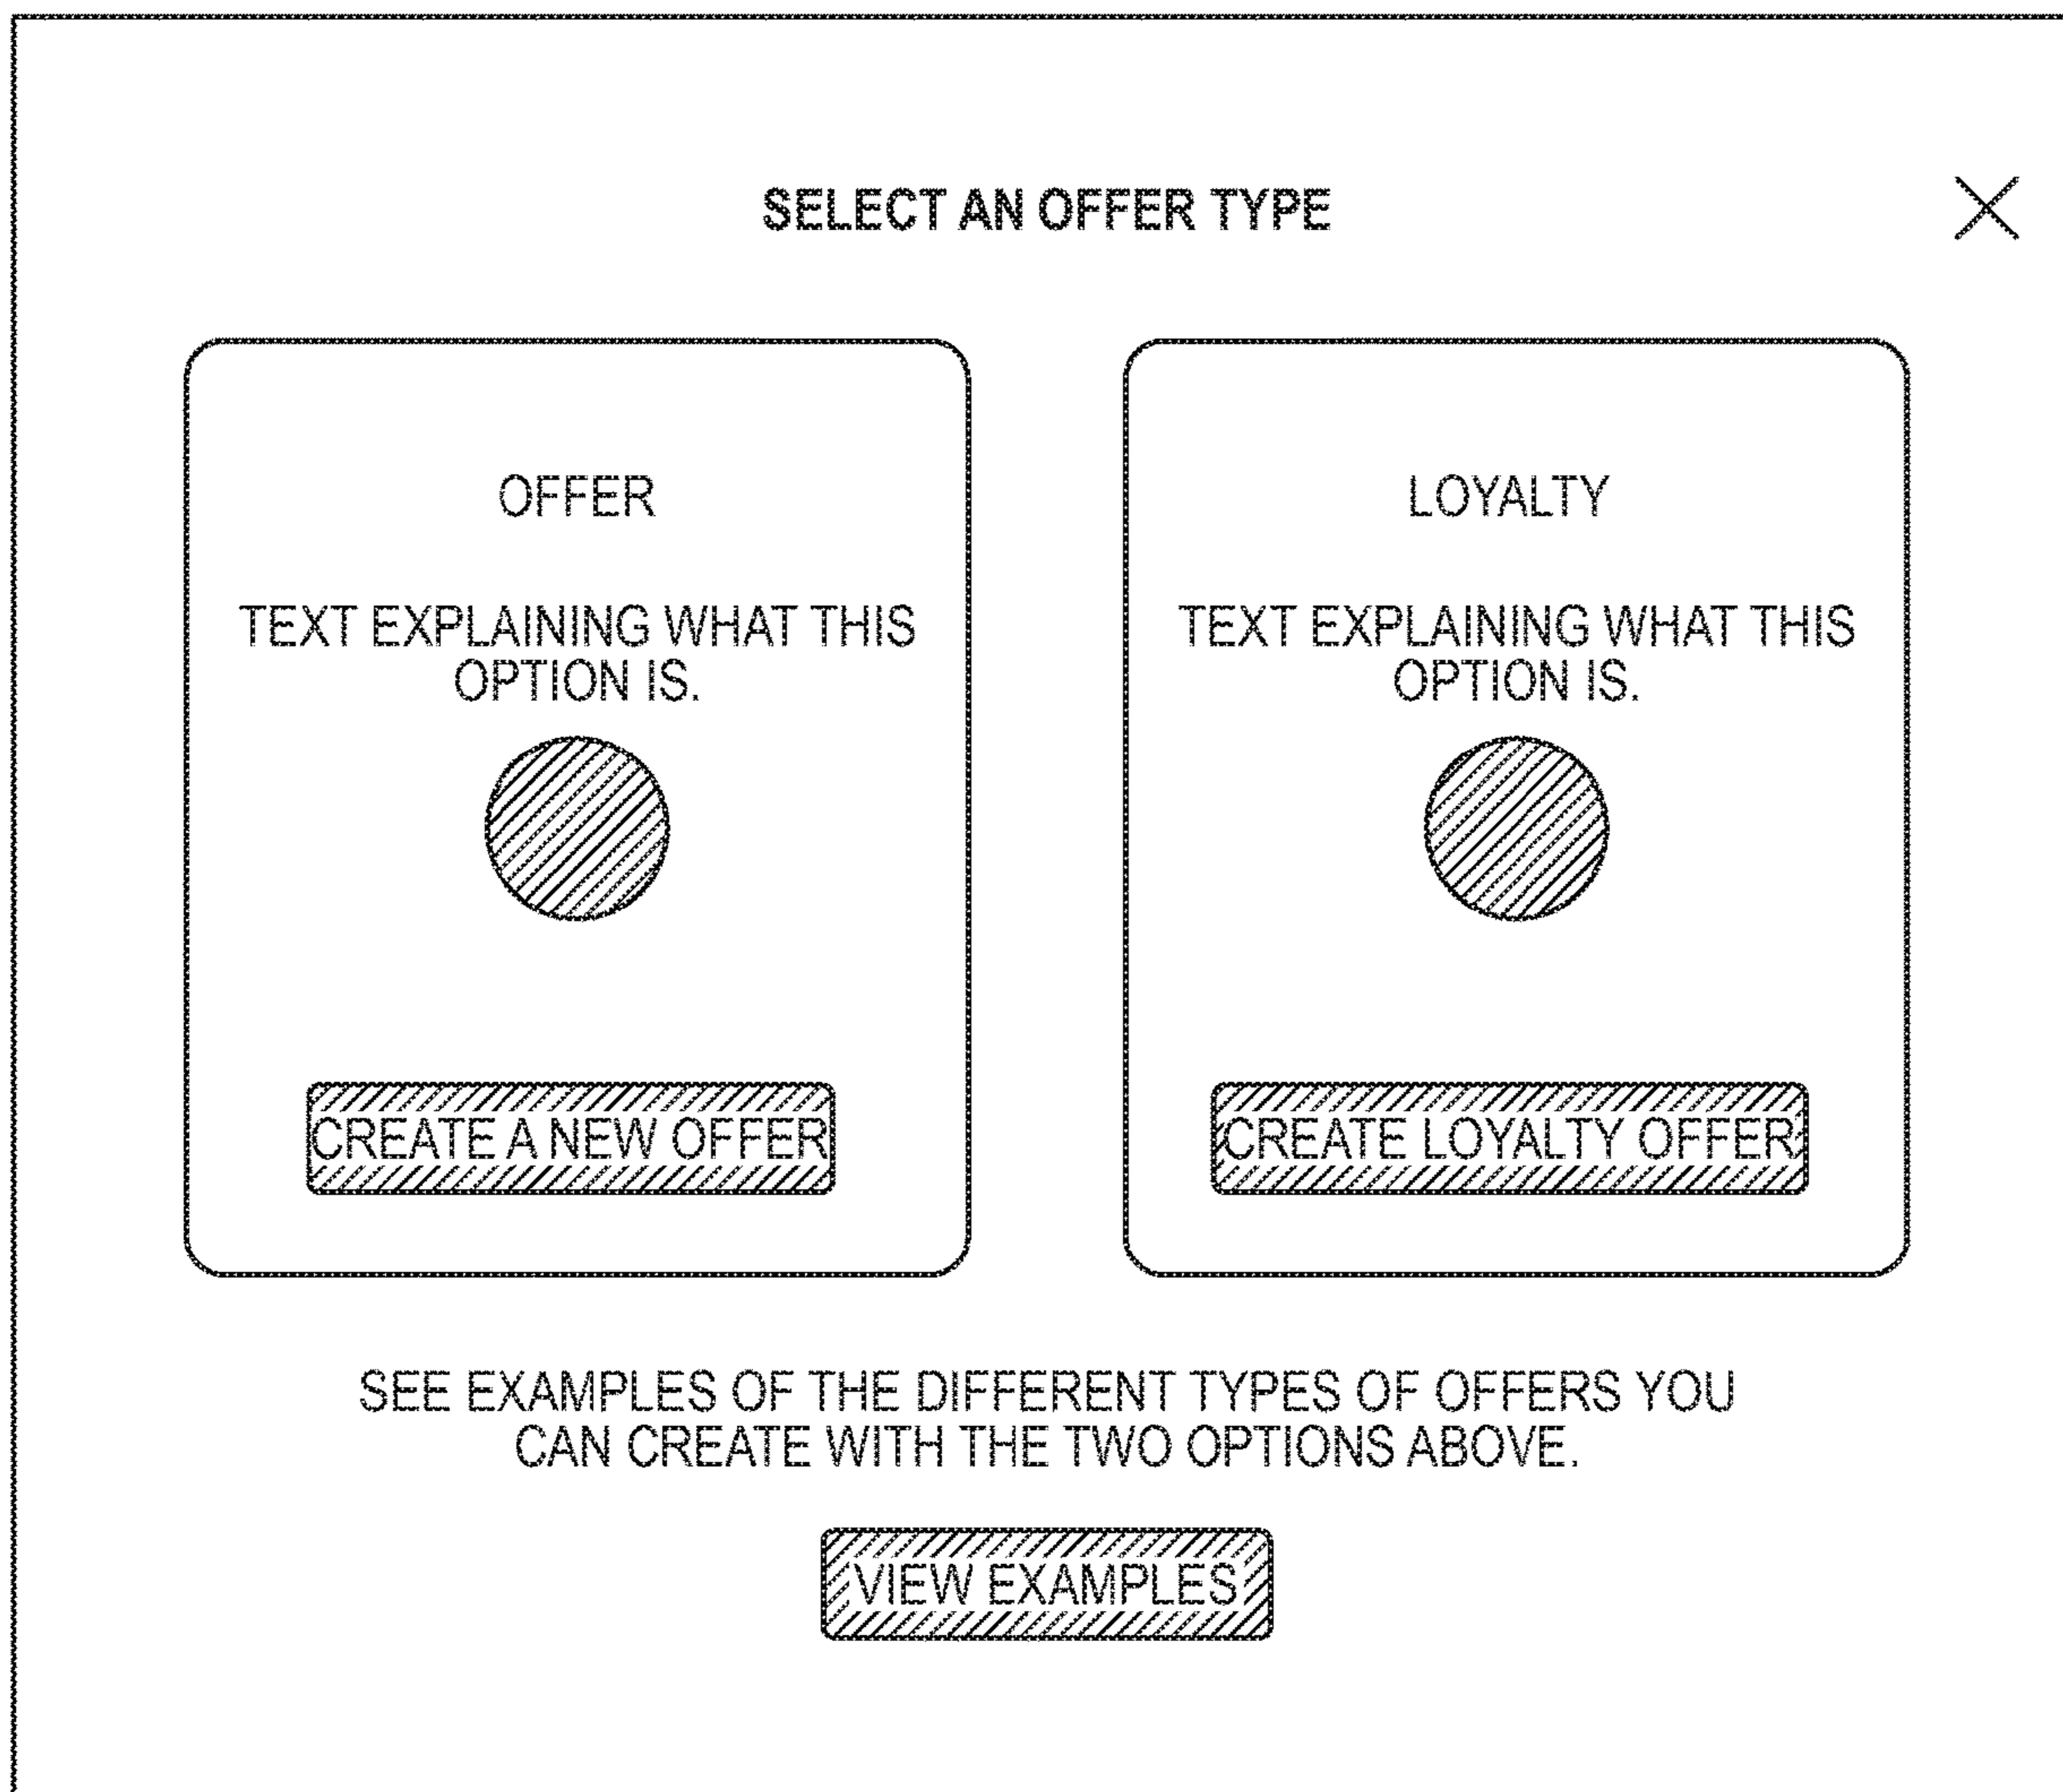 SELECT AN OFFER TYPE
OFFER
TEXT EXPLAINING WHAT THIS
OPTION IS.
CREATE A NEW OFFER
LOYALTY
TEXT EXPLAINING WHAT THIS
OPTION IS.
CREATE LOYALTY OFFER
SEE EXAMPLES OF THE DIFFERENT TYPES OF OFFERS YOU
CAN CREATE WITH THE TWO OPTIONS ABOVE.
VIEW EXAMPLES